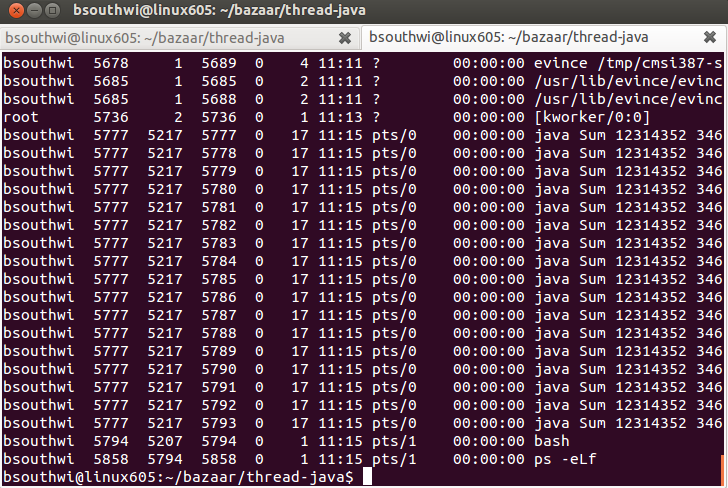 bsouthwi@linux605: ~/bazaar/thread-java
bsouthwi@linux605: ~/bazaar/thread-java ✖ bsouthwi@linux605: ~/bazaar/thread-java ✖
bsouthwi 5678 1 5689 0 4 11:11 ? 00:00:00 evince /tmp/cmsi387-s
bsouthwi 5685 1 5685 0 2 11:11 ? 00:00:00 /usr/lib/evince/evinc
bsouthwi 5685 1 5688 0 2 11:11 ? 00:00:00 /usr/lib/evince/evinc
root 5736 2 5736 0 1 11:13 ? 00:00:00 [kworker/0:0]
bsouthwi 5777 5217 5777 0 17 11:15 pts/0 00:00:00 java Sum 12314352 346
bsouthwi 5777 5217 5778 0 17 11:15 pts/0 00:00:00 java Sum 12314352 346
bsouthwi 5777 5217 5779 0 17 11:15 pts/0 00:00:00 java Sum 12314352 346
bsouthwi 5777 5217 5780 0 17 11:15 pts/0 00:00:00 java Sum 12314352 346
bsouthwi 5777 5217 5781 0 17 11:15 pts/0 00:00:00 java Sum 12314352 346
bsouthwi 5777 5217 5782 0 17 11:15 pts/0 00:00:00 java Sum 12314352 346
bsouthwi 5777 5217 5783 0 17 11:15 pts/0 00:00:00 java Sum 12314352 346
bsouthwi 5777 5217 5784 0 17 11:15 pts/0 00:00:00 java Sum 12314352 346
bsouthwi 5777 5217 5785 0 17 11:15 pts/0 00:00:00 java Sum 12314352 346
bsouthwi 5777 5217 5786 0 17 11:15 pts/0 00:00:00 java Sum 12314352 346
bsouthwi 5777 5217 5787 0 17 11:15 pts/0 00:00:00 java Sum 12314352 346
bsouthwi 5777 5217 5788 0 17 11:15 pts/0 00:00:00 java Sum 12314352 346
bsouthwi 5777 5217 5789 0 17 11:15 pts/0 00:00:00 java Sum 12314352 346
bsouthwi 5777 5217 5790 0 17 11:15 pts/0 00:00:00 java Sum 12314352 346
bsouthwi 5777 5217 5791 0 17 11:15 pts/0 00:00:00 java Sum 12314352 346
bsouthwi 5777 5217 5792 0 17 11:15 pts/0 00:00:00 java Sum 12314352 346
bsouthwi 5777 5217 5793 0 17 11:15 pts/0 00:00:00 java Sum 12314352 346
bsouthwi 5794 5207 5794 0 1 11:15 pts/1 00:00:00 bash
bsouthwi 5858 5794 5858 0 1 11:15 pts/1 00:00:00 ps -eLf
bsouthwi@linux605:~/bazaar/thread-java$